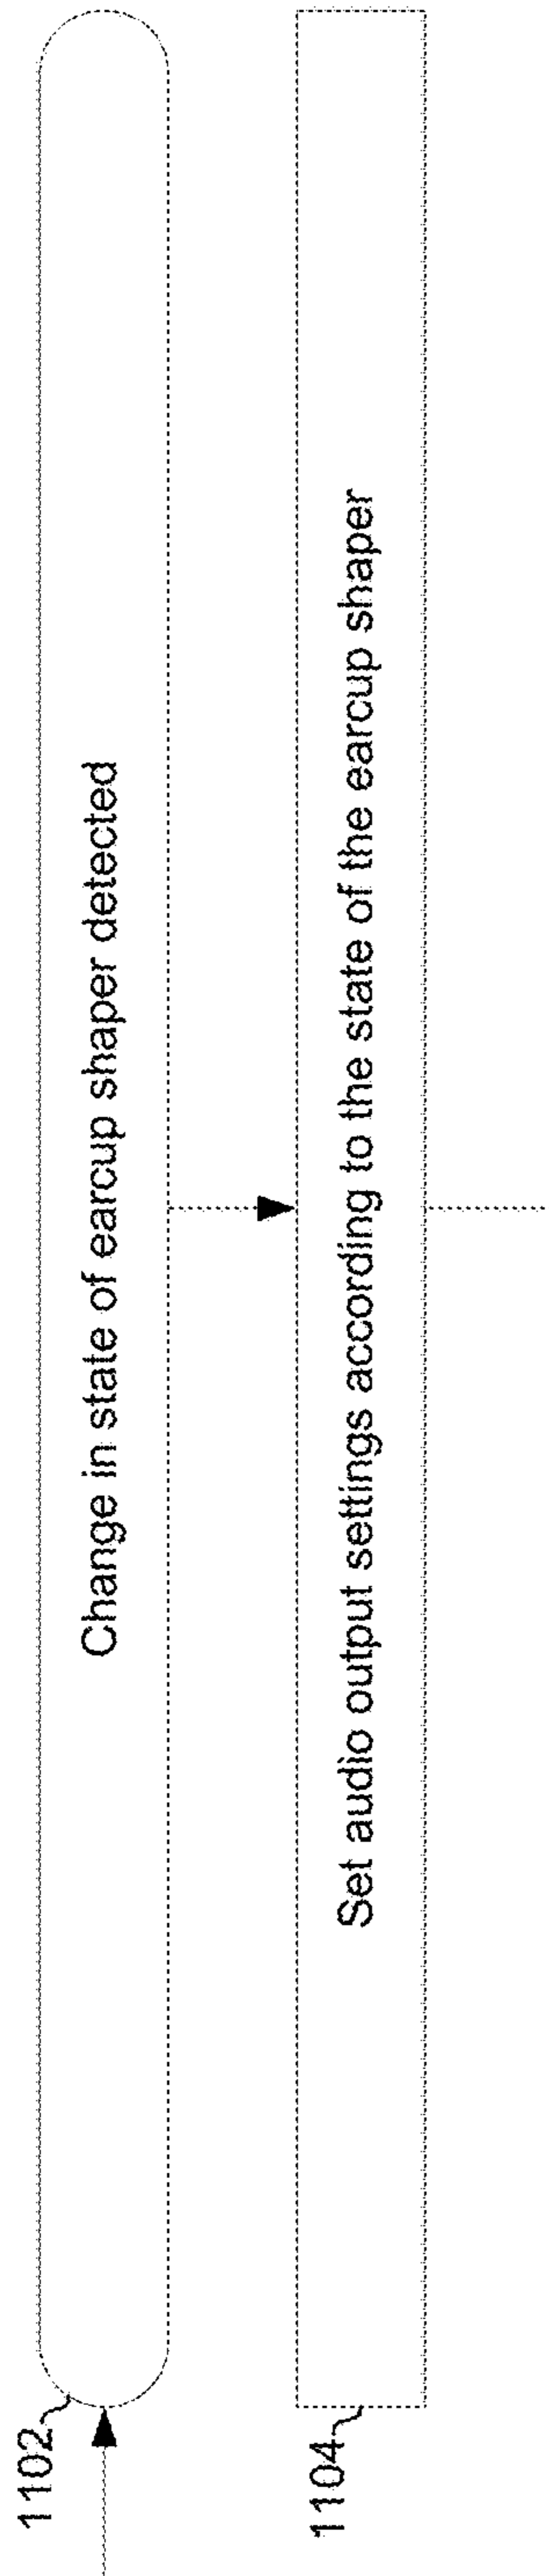 1102
Change in state of earcup shaper detected
1104
Set audio output settings according to the state of the earcup shaper